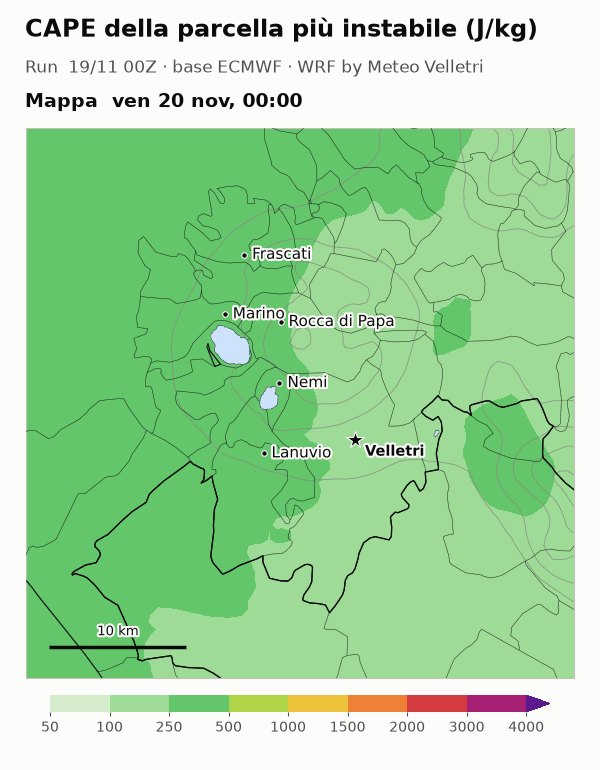 CAPE della parcella più instabile (J/kg)
Run  19/11 00Z · base ECMWF · WRF by Meteo Velletri
Mappa  ven 20 nov, 00:00
Frascati
Marino
Rocca di Papa
Nemi
Velletri
Lanuvio
10 km
50 100 250 500 1000 1500 2000 3000 4000